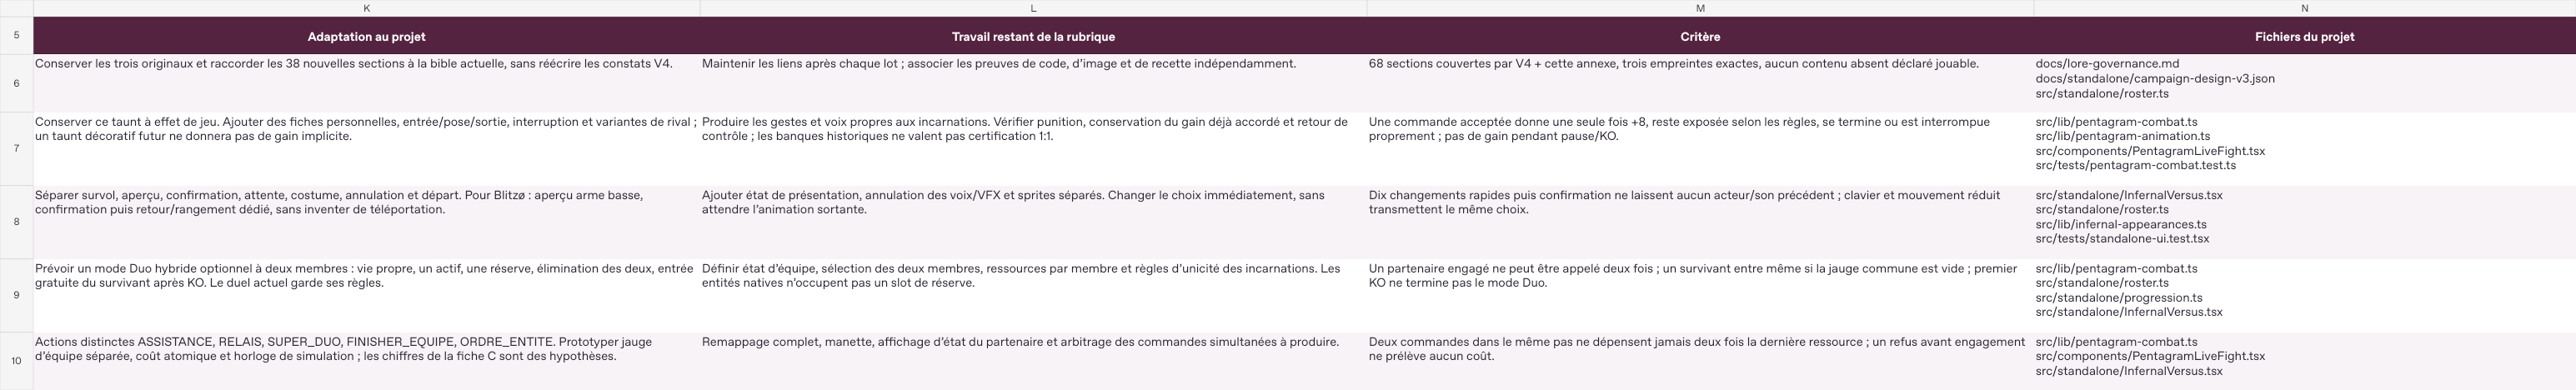 K L M N
5 Adaptation au projet Travail restant de la rubrique Critère Fichiers du projet
6
Conserver les trois originaux et raccorder les 38 nouvelles sections à la bible actuelle, sans réécrire les constats V4.
Maintenir les liens après chaque lot ; associer les preuves de code, d’image et de recette indépendamment.
68 sections couvertes par V4 + cette annexe, trois empreintes exactes, aucun contenu absent déclaré jouable.
docs/lore-governance.md
docs/standalone/campaign-design-v3.json
src/standalone/roster.ts
7
Conserver ce taunt à effet de jeu. Ajouter des fiches personnelles, entrée/pose/sortie, interruption et variantes de rival ;
un taunt décoratif futur ne donnera pas de gain implicite.
Produire les gestes et voix propres aux incarnations. Vérifier punition, conservation du gain déjà accordé et retour de
contrôle ; les banques historiques ne valent pas certification 1:1.
Une commande acceptée donne une seule fois +8, reste exposée selon les règles, se termine ou est interrompue
proprement ; pas de gain pendant pause/KO.
src/lib/pentagram-combat.ts
src/lib/pentagram-animation.ts
src/components/PentagramLiveFight.tsx
src/tests/pentagram-combat.test.ts
8
Séparer survol, aperçu, confirmation, attente, costume, annulation et départ. Pour Blitzø : aperçu arme basse,
confirmation puis retour/rangement dédié, sans inventer de téléportation.
Ajouter état de présentation, annulation des voix/VFX et sprites séparés. Changer le choix immédiatement, sans
attendre l’animation sortante.
Dix changements rapides puis confirmation ne laissent aucun acteur/son précédent ; clavier et mouvement réduit
transmettent le même choix.
src/standalone/InfernalVersus.tsx
src/standalone/roster.ts
src/lib/infernal-appearances.ts
src/tests/standalone-ui.test.tsx
9
Prévoir un mode Duo hybride optionnel à deux membres : vie propre, un actif, une réserve, élimination des deux, entrée
gratuite du survivant après KO. Le duel actuel garde ses règles.
Définir état d’équipe, sélection des deux membres, ressources par membre et règles d’unicité des incarnations. Les
entités natives n’occupent pas un slot de réserve.
Un partenaire engagé ne peut être appelé deux fois ; un survivant entre même si la jauge commune est vide ; premier
KO ne termine pas le mode Duo.
src/lib/pentagram-combat.ts
src/standalone/roster.ts
src/standalone/progression.ts
src/standalone/InfernalVersus.tsx
10
Actions distinctes ASSISTANCE, RELAIS, SUPER_DUO, FINISHER_EQUIPE, ORDRE_ENTITE. Prototyper jauge
d’équipe séparée, coût atomique et horloge de simulation ; les chiffres de la fiche C sont des hypothèses.
Remappage complet, manette, affichage d’état du partenaire et arbitrage des commandes simultanées à produire.
Deux commandes dans le même pas ne dépensent jamais deux fois la dernière ressource ; un refus avant engagement
ne prélève aucun coût.
src/lib/pentagram-combat.ts
src/components/PentagramLiveFight.tsx
src/standalone/InfernalVersus.tsx